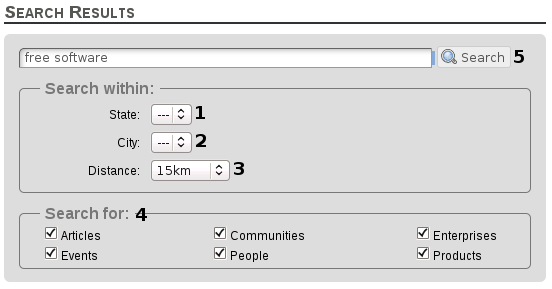 SEARCH RESULTS
free software Search 5
Search within:
State: --- 1
City: --- 2
Distance: 15km 3
Search for: 4
Articles Communities Enterprises
Events People Products